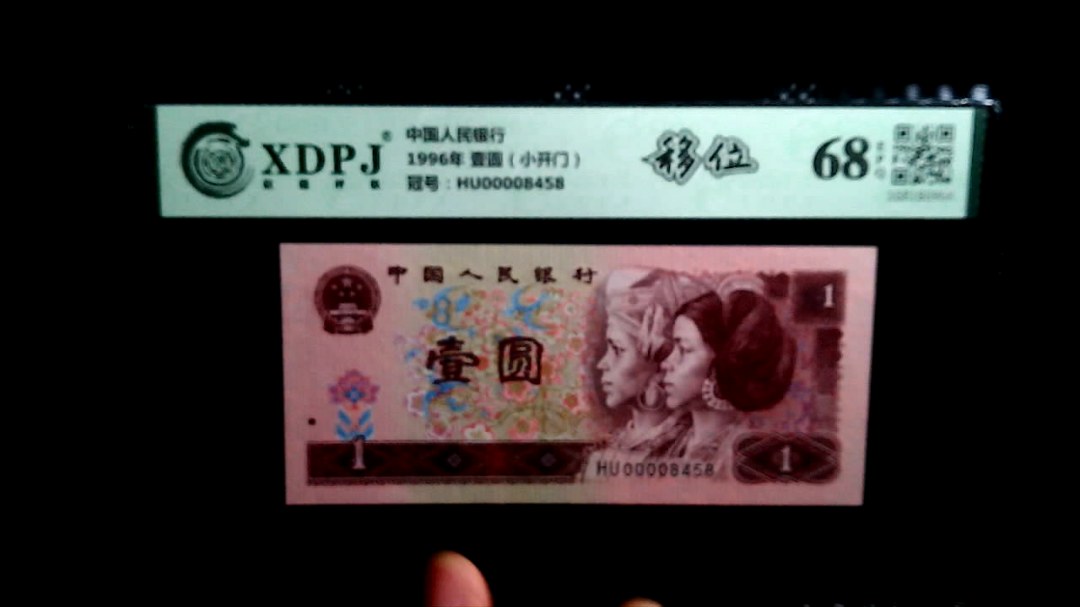 XDPJ®
中国人民银行
1996年 壹圆（小开门）
冠号：HU00008458
移位
68
中国人民银行
壹圆
1
1
HU00008458
1